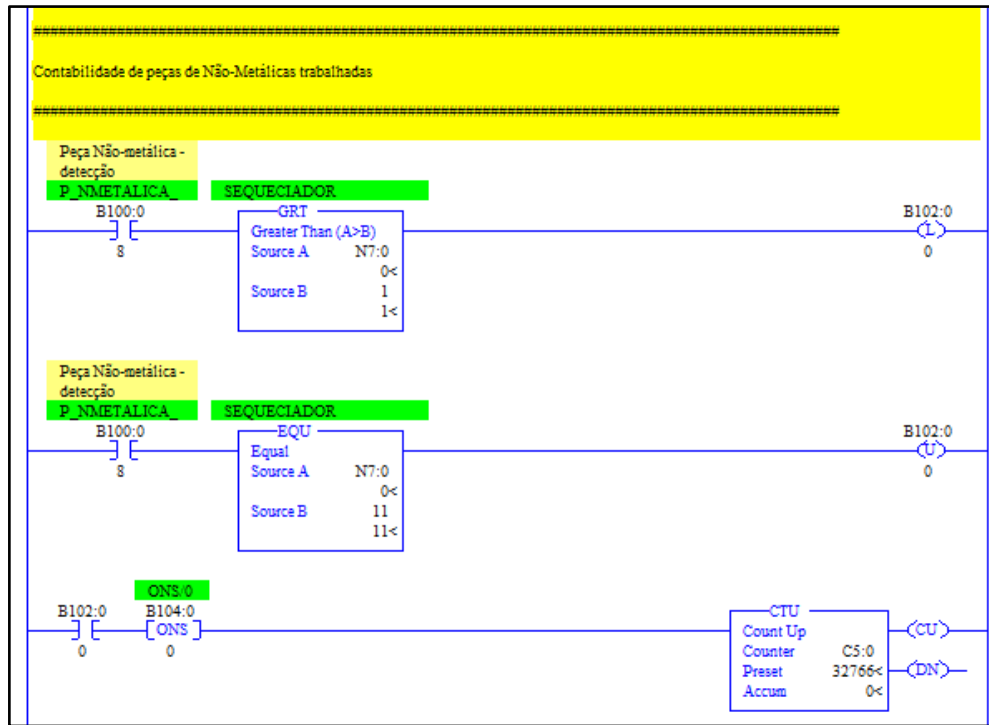 #################################################################################################
Contabilidade de peças de Não-Metálicas trabalhadas
#################################################################################################
Peça Não-metálica -
detecção
P_NMETALICA_ SEQUECIADOR
B100:0 GRT B102:0
Greater Than (A>B) L
8 Source A N7:0 0
0<
Source B 1
1<
Peça Não-metálica -
detecção
P_NMETALICA_ SEQUECIADOR
B100:0 EQU B102:0
Equal U
8 Source A N7:0 0
0<
Source B 11
11<
ONS/0
B102:0 B104:0 CTU
ONS Count Up CU
0 0 Counter C5:0
Preset 32766< DN
Accum 0<